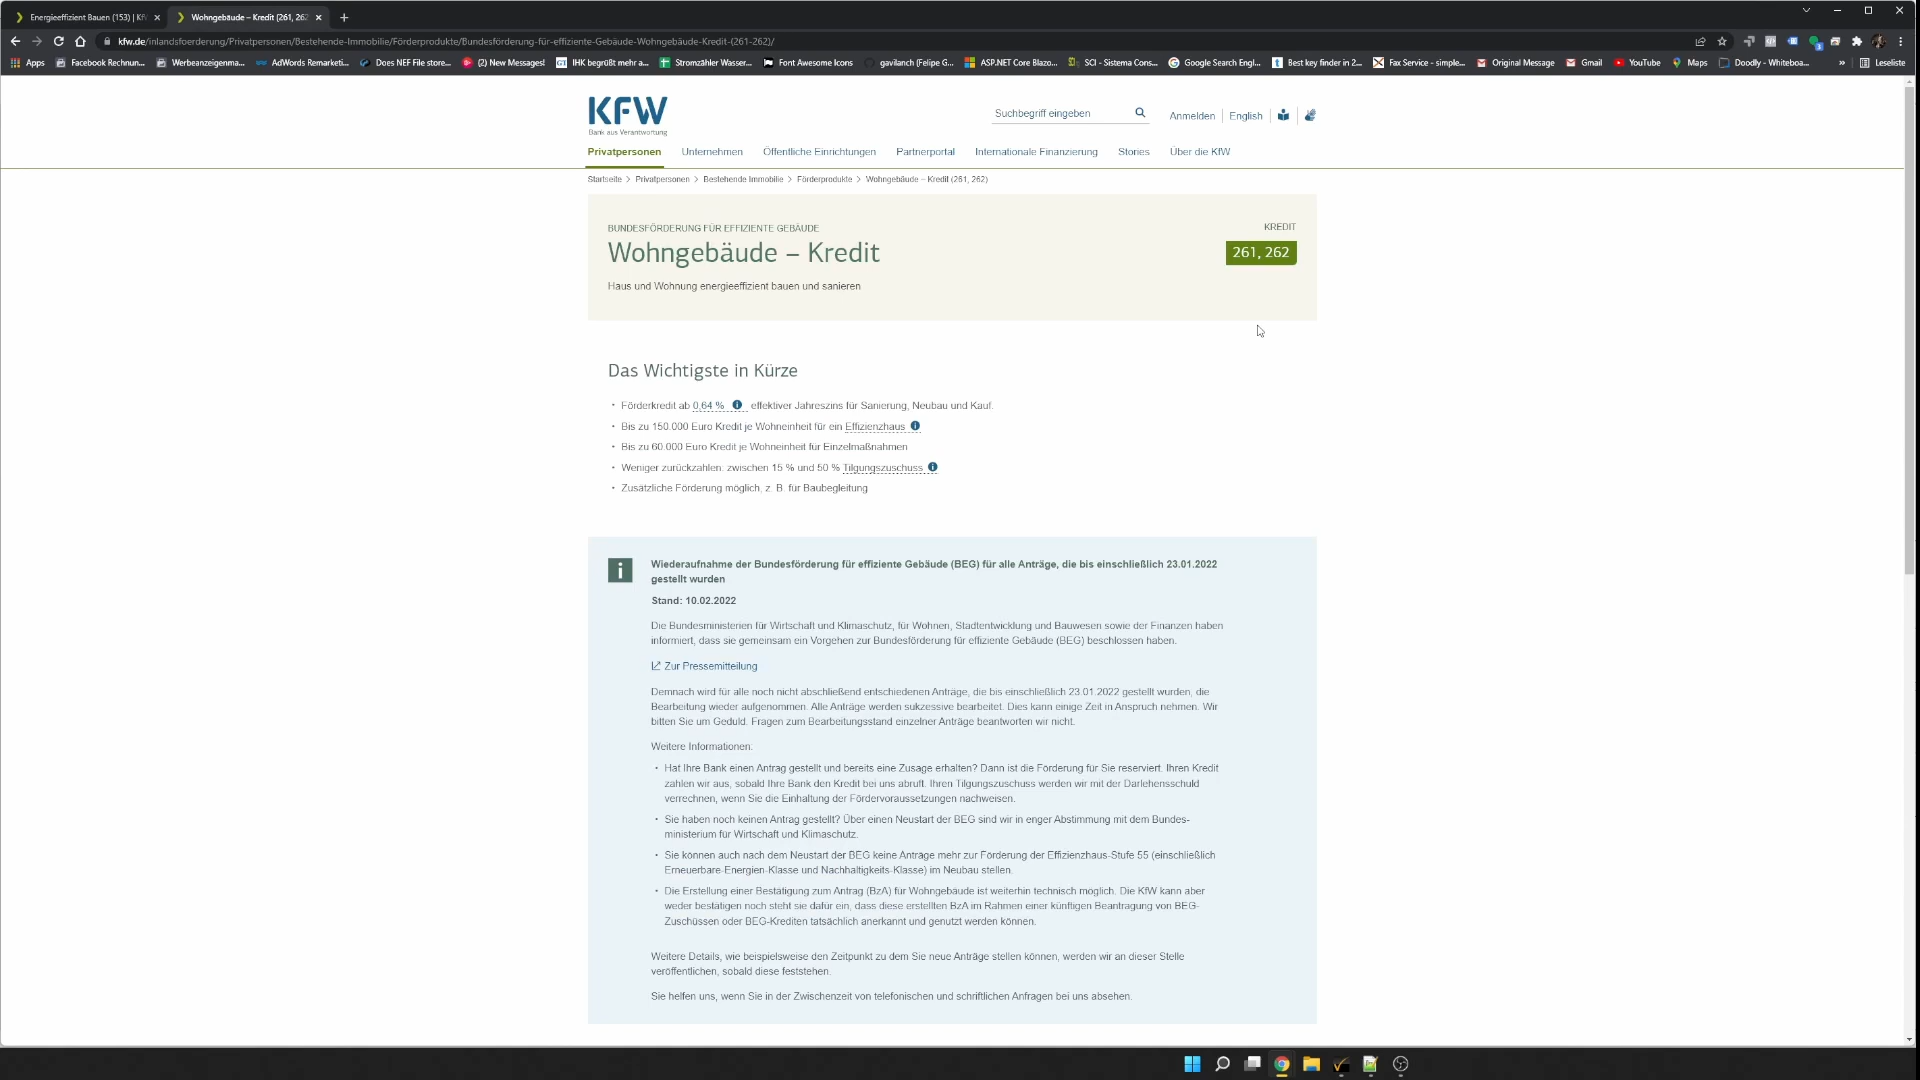 Energieeffizient Bauen (153) | Kf
Wohngebäude – Kredit (261, 262
kfw.de/inlandsfoerderung/Privatpersonen/Bestehende-Immobilie/Förderprodukte/Bundesförderung-für-effiziente-Gebäude-Wohngebäude-Kredit-(261-262)/
Apps
Facebook Rechnun...
Werbeanzeigenma...
AdWords Remarketi...
Does NEF File store...
(2) New Messages!
IHK begrüßt mehr a...
Stromzähler Wasser...
Font Awesome Icons
gavilanch (Felipe G...
ASP.NET Core Blazo...
SCI - Sistema Cons...
Google Search Engl...
Best key finder in 2...
Fax Service - simple...
Original Message
Gmail
YouTube
Maps
Doodly - Whiteboa...
»
Leseliste
KFW
Bank aus Verantwortung
Suchbegriff eingeben
Anmelden
English
Privatpersonen
Unternehmen
Öffentliche Einrichtungen
Partnerportal
Internationale Finanzierung
Stories
Über die KfW
Startseite > Privatpersonen > Bestehende Immobilie > Förderprodukte > Wohngebäude – Kredit (261, 262)
BUNDESFÖRDERUNG FÜR EFFIZIENTE GEBÄUDE
KREDIT
Wohngebäude – Kredit
261, 262
Haus und Wohnung energieeffizient bauen und sanieren
Das Wichtigste in Kürze
• Förderkredit ab 0,64 % i effektiver Jahreszins für Sanierung, Neubau und Kauf.
• Bis zu 150.000 Euro Kredit je Wohneinheit für ein Effizienzhaus i
• Bis zu 60.000 Euro Kredit je Wohneinheit für Einzelmaßnahmen
• Weniger zurückzahlen: zwischen 15 % und 50 % Tilgungszuschuss i
• Zusätzliche Förderung möglich, z. B. für Baubegleitung
i
Wiederaufnahme der Bundesförderung für effiziente Gebäude (BEG) für alle Anträge, die bis einschließlich 23.01.2022
gestellt wurden
Stand: 10.02.2022
Die Bundesministerien für Wirtschaft und Klimaschutz, für Wohnen, Stadtentwicklung und Bauwesen sowie der Finanzen haben
informiert, dass sie gemeinsam ein Vorgehen zur Bundesförderung für effiziente Gebäude (BEG) beschlossen haben.
Zur Pressemitteilung
Demnach wird für alle noch nicht abschließend entschiedenen Anträge, die bis einschließlich 23.01.2022 gestellt wurden, die
Bearbeitung wieder aufgenommen. Alle Anträge werden sukzessive bearbeitet. Dies kann einige Zeit in Anspruch nehmen. Wir
bitten Sie um Geduld. Fragen zum Bearbeitungsstand einzelner Anträge beantworten wir nicht.
Weitere Informationen:
• Hat Ihre Bank einen Antrag gestellt und bereits eine Zusage erhalten? Dann ist die Förderung für Sie reserviert. Ihren Kredit
zahlen wir aus, sobald Ihre Bank den Kredit bei uns abruft. Ihren Tilgungszuschuss werden wir mit der Darlehensschuld
verrechnen, wenn Sie die Einhaltung der Fördervoraussetzungen nachweisen.
• Sie haben noch keinen Antrag gestellt? Über einen Neustart der BEG sind wir in enger Abstimmung mit dem Bundes-
ministerium für Wirtschaft und Klimaschutz.
• Sie können auch nach dem Neustart der BEG keine Anträge mehr zur Förderung der Effizienzhaus-Stufe 55 (einschließlich
Erneuerbare-Energien-Klasse und Nachhaltigkeits-Klasse) im Neubau stellen.
• Die Erstellung einer Bestätigung zum Antrag (BzA) für Wohngebäude ist weiterhin technisch möglich. Die KfW kann aber
weder bestätigen noch steht sie dafür ein, dass diese erstellten BzA im Rahmen einer künftigen Beantragung von BEG-
Zuschüssen oder BEG-Krediten tatsächlich anerkannt und genutzt werden können.
Weitere Details, wie beispielsweise den Zeitpunkt zu dem Sie neue Anträge stellen können, werden wir an dieser Stelle
veröffentlichen, sobald diese feststehen.
Sie helfen uns, wenn Sie in der Zwischenzeit von telefonischen und schriftlichen Anfragen bei uns absehen.